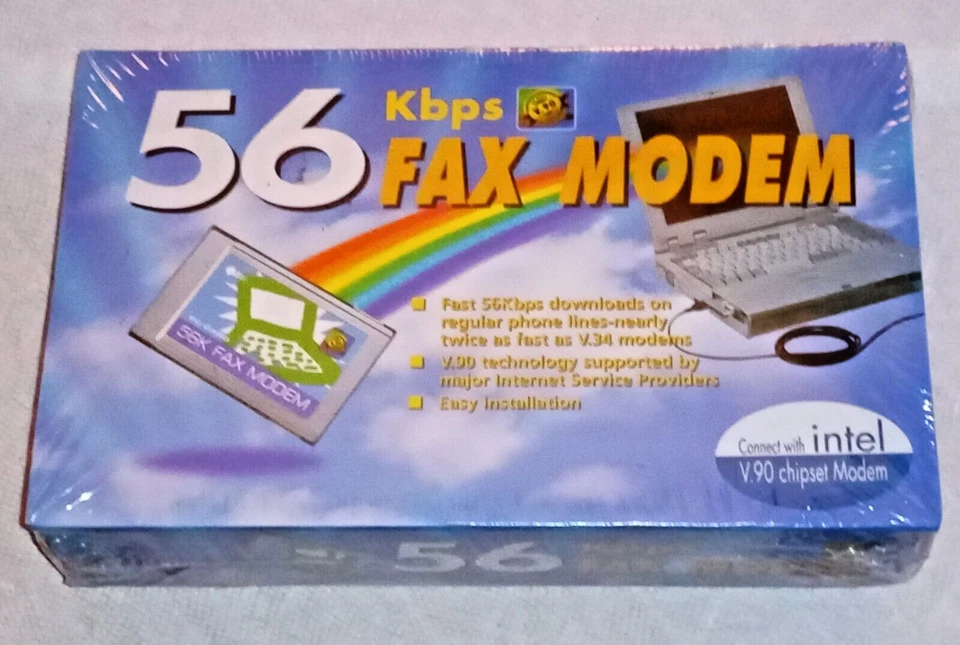 56 Kbps
FAX MODEM
56K FAX MODEM
Fast 56Kbps downloads on
regular phone lines-nearly
twice as fast as V.34 modems
V.90 technology supported by
major Internet Service Providers
Easy installation
Connect with intel
V.90 chipset Modem
56